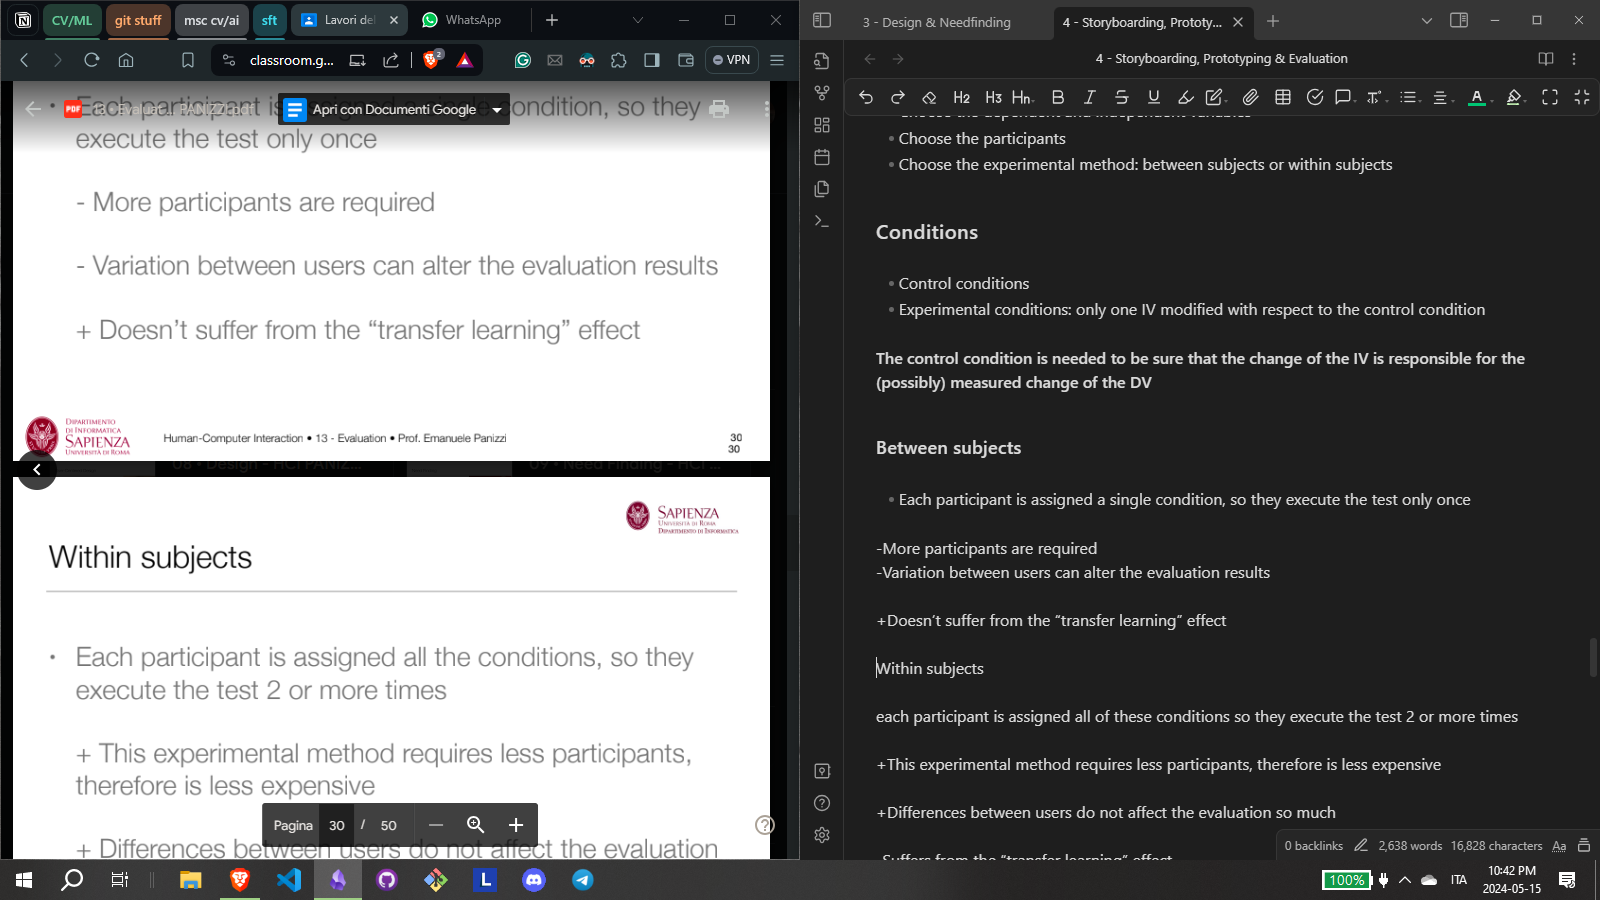 CV/ML
git stuff
msc cv/ai
sft
Lavori del
WhatsApp
classroom.g...
2
VPN
PDF
Apri con Documenti Google
Each participant is assigned a single condition, so they
execute the test only once
- More participants are required
- Variation between users can alter the evaluation results
+ Doesn't suffer from the “transfer learning” effect
DIPARTIMENTO
DI INFORMATICA
SAPIENZA
UNIVERSITÀ DI ROMA
Human-Computer Interaction • 13 - Evaluation • Prof. Emanuele Panizzi
30
30
08 • Design - HCI PANIZ...
09 • Need Finding - HCI ...
SAPIENZA
UNIVERSITÀ DI ROMA
DIPARTIMENTO DI INFORMATICA
Within subjects
• Each participant is assigned all the conditions, so they
execute the test 2 or more times
+ This experimental method requires less participants,
therefore is less expensive
+ Differences between users do not affect the evaluation
Pagina 30 / 50
3 - Design & Needfinding
4 - Storyboarding, Prototy...
4 - Storyboarding, Prototyping & Evaluation
H2 H3 Hn B I S U A
Choose the dependent and independent variables
• Choose the participants
• Choose the experimental method: between subjects or within subjects
Conditions
• Control conditions
• Experimental conditions: only one IV modified with respect to the control condition
The control condition is needed to be sure that the change of the IV is responsible for the
(possibly) measured change of the DV
Between subjects
• Each participant is assigned a single condition, so they execute the test only once
-More participants are required
-Variation between users can alter the evaluation results
+Doesn't suffer from the “transfer learning” effect
Within subjects
each participant is assigned all of these conditions so they execute the test 2 or more times
+This experimental method requires less participants, therefore is less expensive
+Differences between users do not affect the evaluation so much
-Suffers from the “transfer learning” effect
0 backlinks 2,638 words 16,828 characters Aa
L
100%
ITA
10:42 PM
2024-05-15